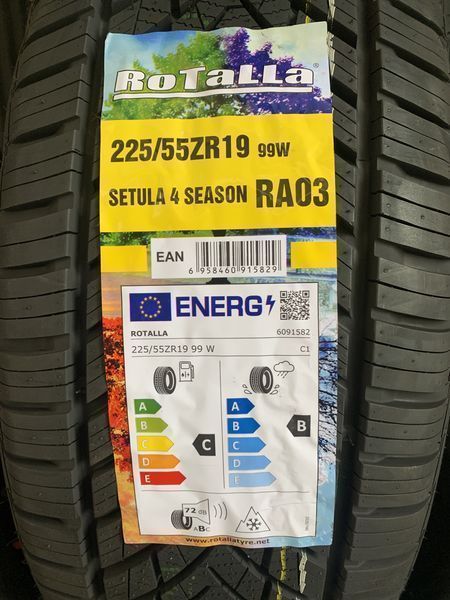 RoTaLLa
225/55ZR19 99W
SETULA 4 SEASON RA03
EAN
6 958460 915829
ENERG
ROTALLA 6091582
225/55ZR19 99 W C1
A A
B B
C C
D D
E E
C B
72 dB
ABC
www.rotallatyre.net